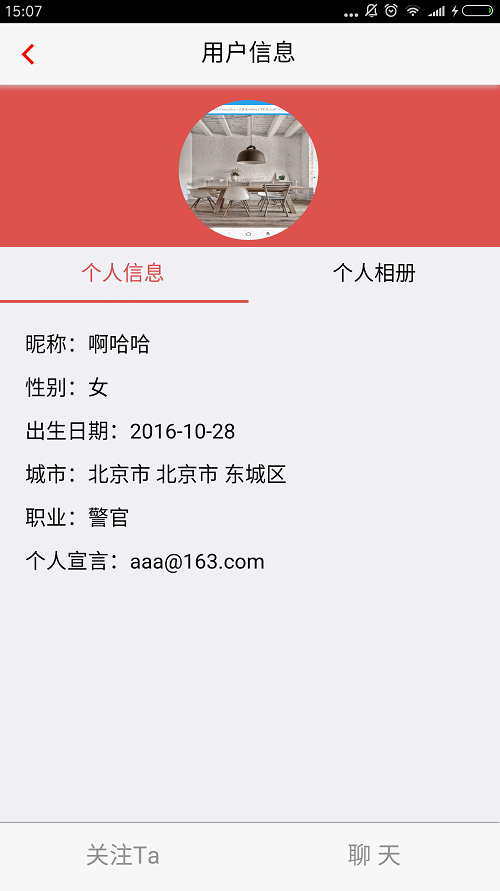 15:07
用户信息
个人信息 个人相册
昵称：啊哈哈
性别：女
出生日期：2016-10-28
城市：北京市 北京市 东城区
职业：警官
个人宣言：aaa@163.com
关注Ta 聊 天